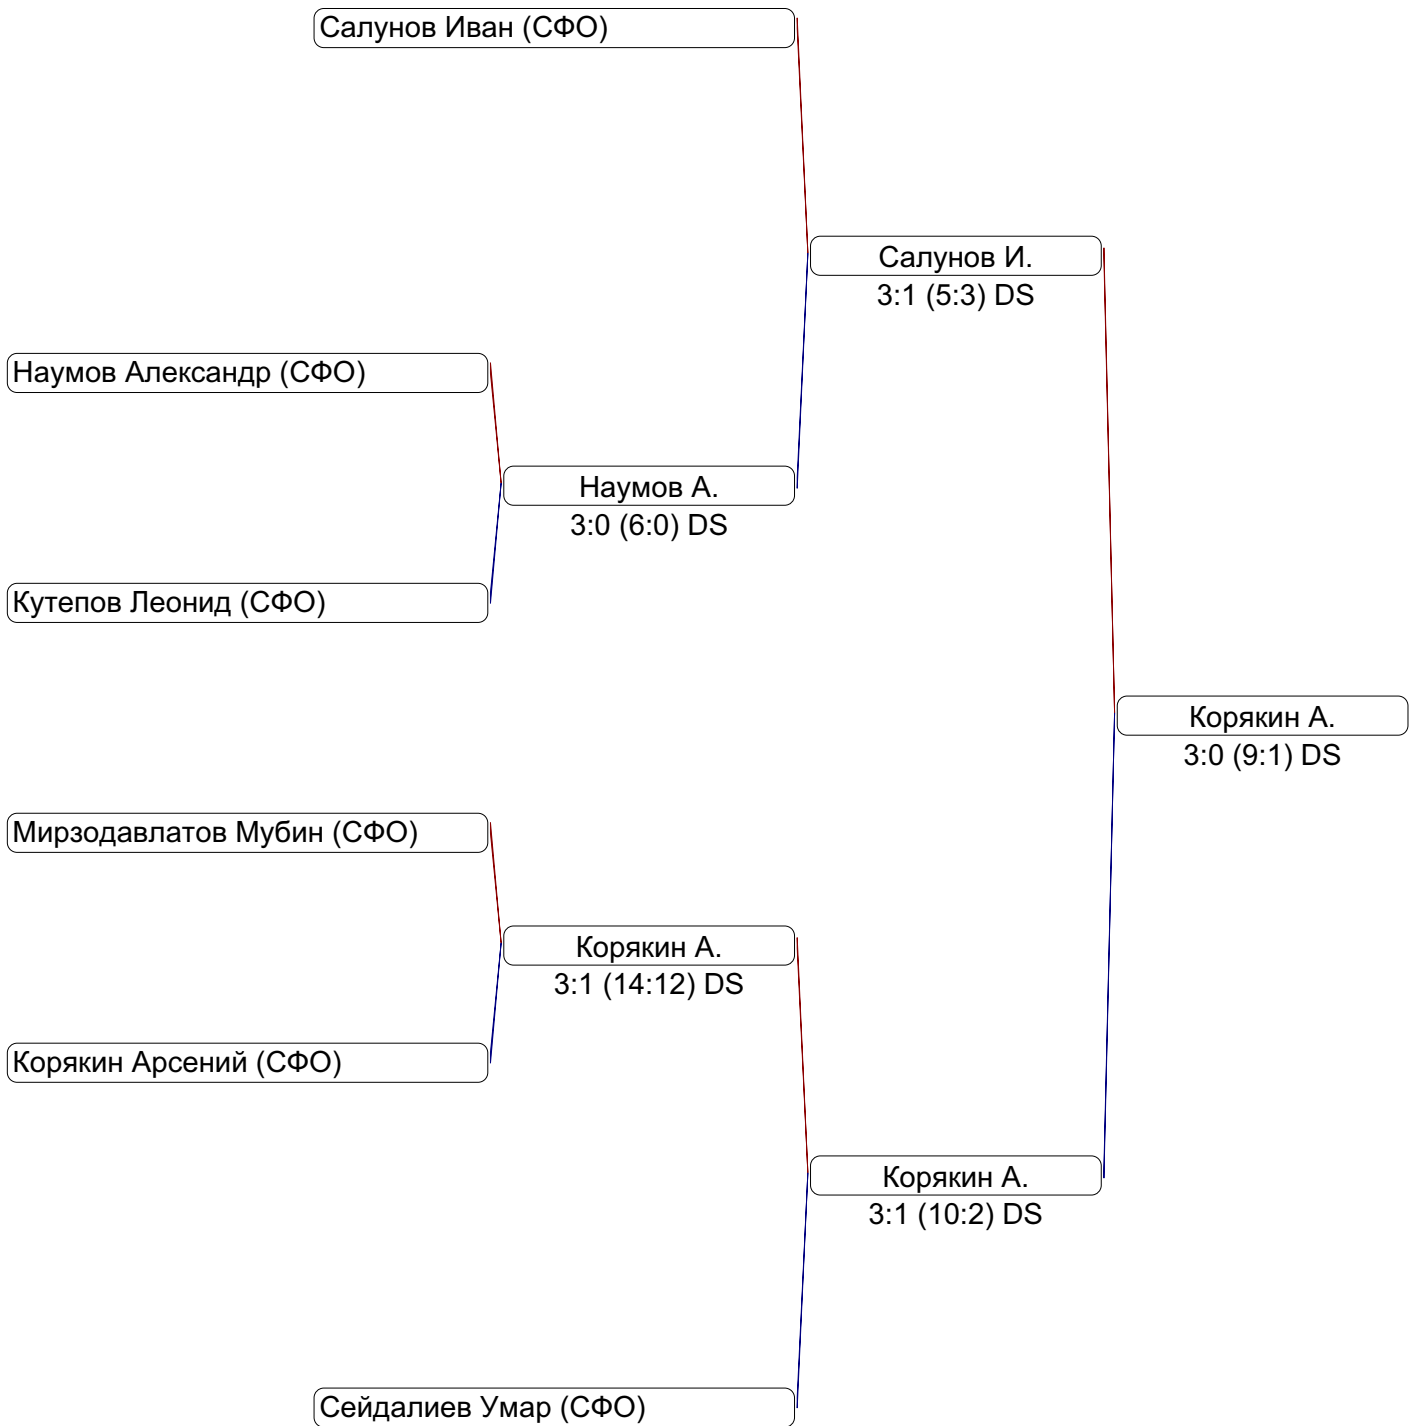 Салунов Иван (СФО)
Салунов И.
3:1 (5:3) DS
Наумов Александр (СФО)
Наумов А.
3:0 (6:0) DS
Кутепов Леонид (СФО)
Корякин А.
3:0 (9:1) DS
Мирзодавлатов Мубин (СФО)
Корякин А.
3:1 (14:12) DS
Корякин Арсений (СФО)
Корякин А.
3:1 (10:2) DS
Сейдалиев Умар (СФО)